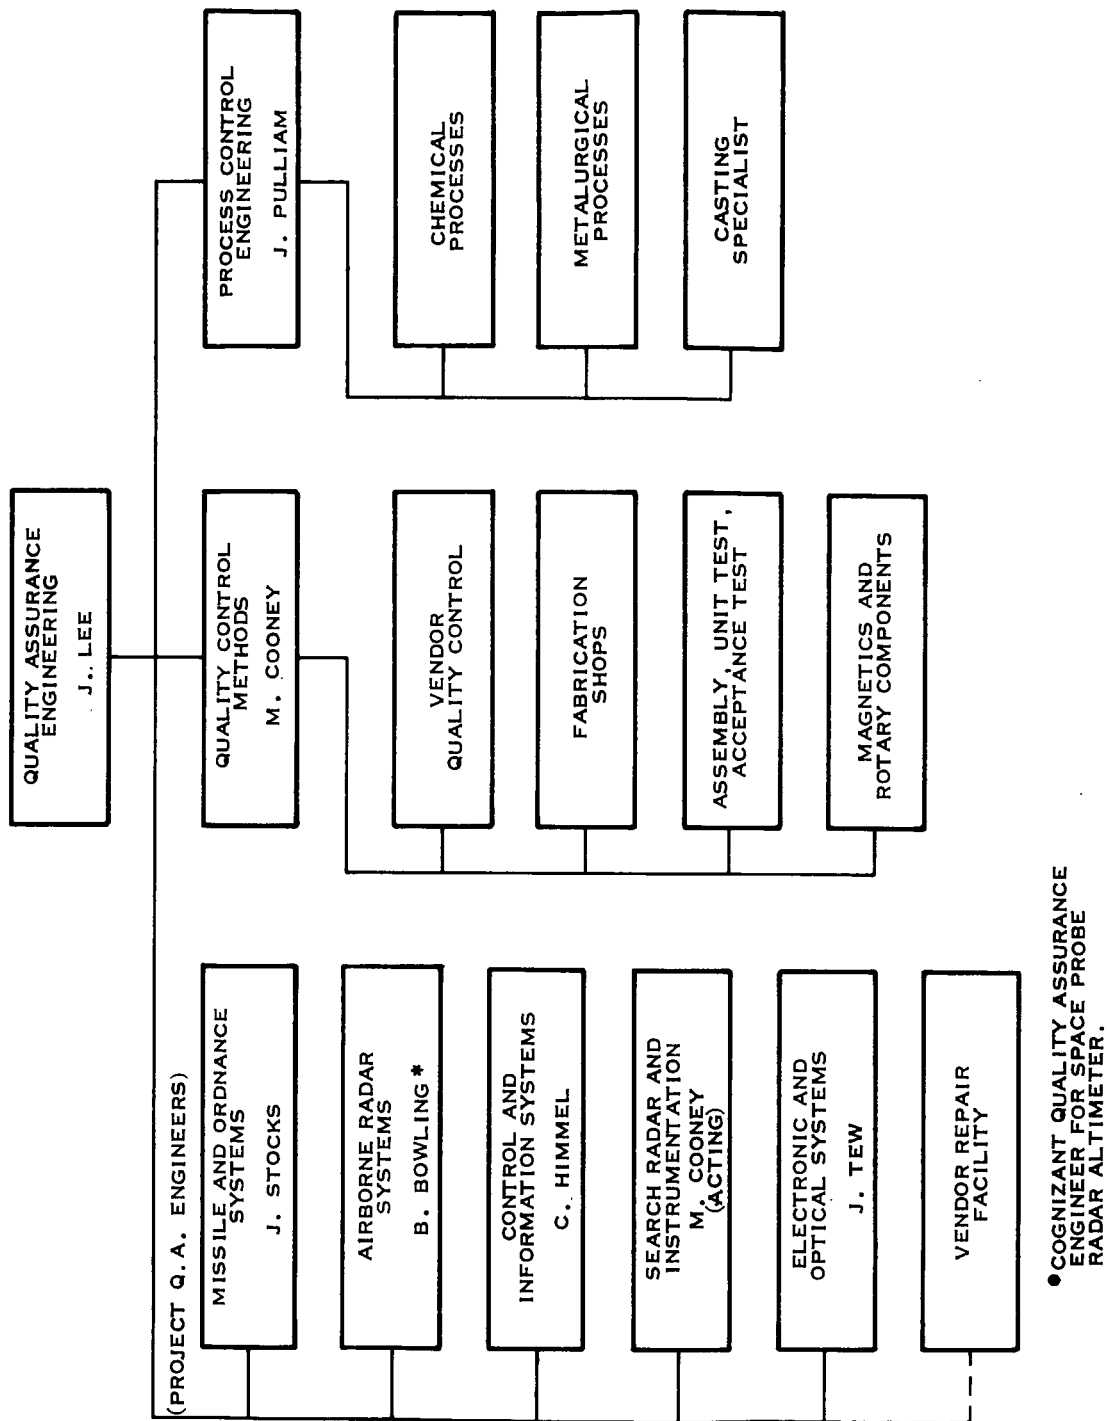 QUALITY ASSURANCE
ENGINEERING
J. LEE
(PROJECT Q.A. ENGINEERS)
MISSILE AND ORDNANCE
SYSTEMS
J. STOCKS
AIRBORNE RADAR
SYSTEMS
B. BOWLING *
CONTROL AND
INFORMATION SYSTEMS
C. HIMMEL
SEARCH RADAR AND
INSTRUMENTATION
M. COONEY
(ACTING)
ELECTRONIC AND
OPTICAL SYSTEMS
J. TEW
VENDOR REPAIR
FACILITY
QUALITY CONTROL
METHODS
M. COONEY
VENDOR
QUALITY CONTROL
FABRICATION
SHOPS
ASSEMBLY, UNIT TEST,
ACCEPTANCE TEST
MAGNETICS AND
ROTARY COMPONENTS
PROCESS CONTROL
ENGINEERING
J. PULLIAM
CHEMICAL
PROCESSES
METALURGICAL
PROCESSES
CASTING
SPECIALIST
●COGNIZANT QUALITY ASSURANCE
ENGINEER FOR SPACE PROBE
RADAR ALTIMETER.